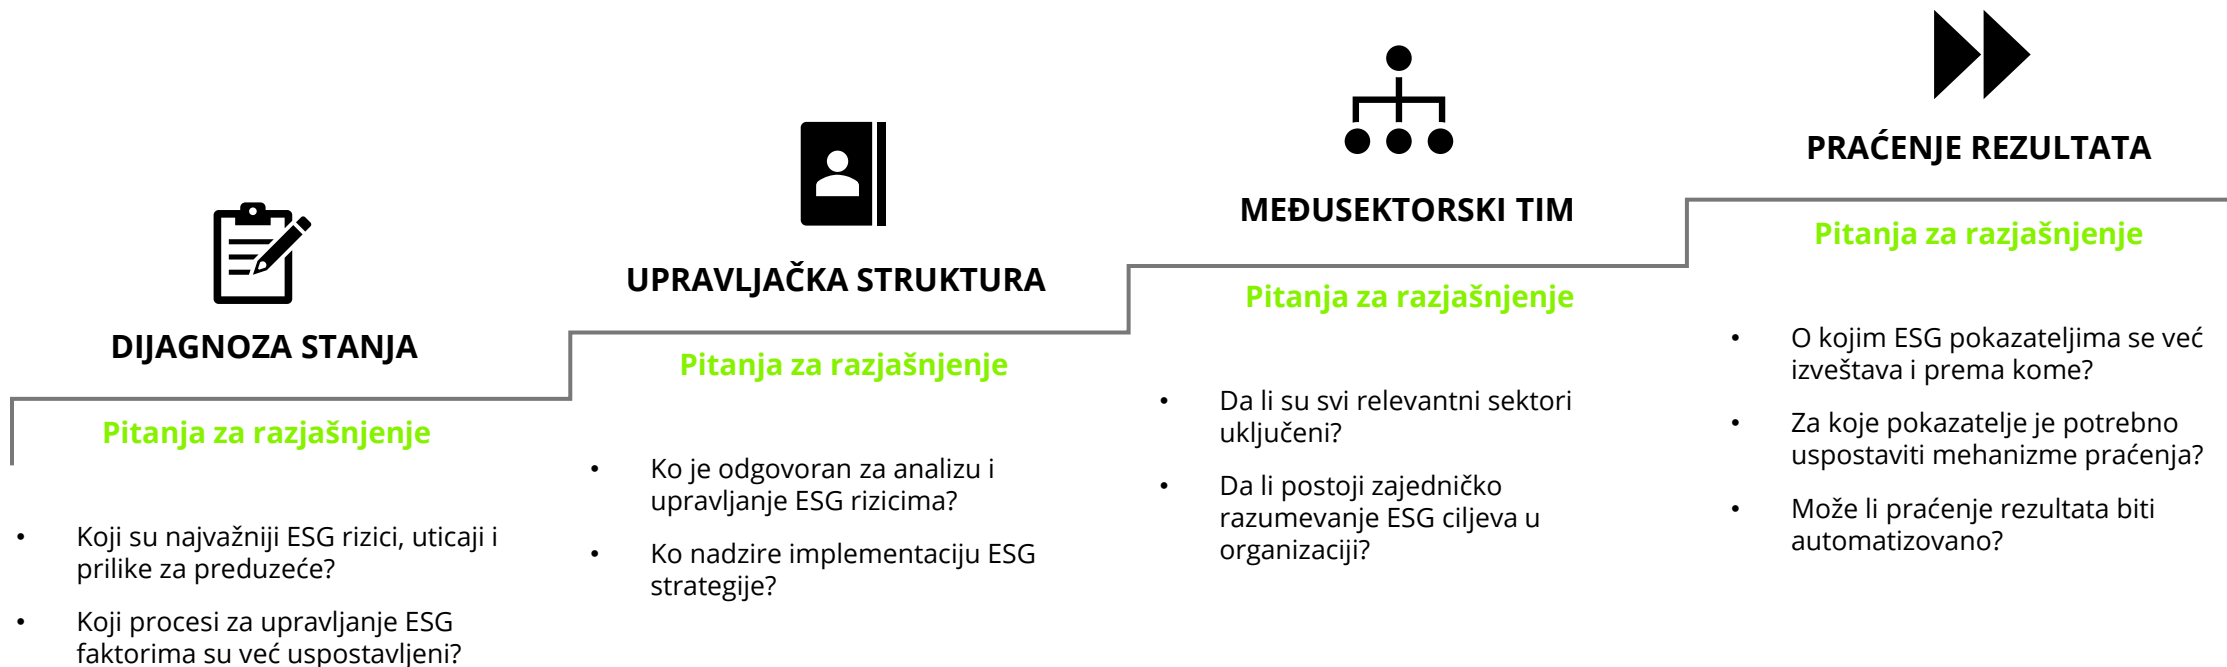 DIJAGNOZA STANJA
Pitanja za razjašnjenje
• Koji su najvažniji ESG rizici, uticaji i
prilike za preduzeće?
• Koji procesi za upravljanje ESG
faktorima su već uspostavljeni?
UPRAVLJAČKA STRUKTURA
Pitanja za razjašnjenje
• Ko je odgovoran za analizu i
upravljanje ESG rizicima?
• Ko nadzire implementaciju ESG
strategije?
MEĐUSEKTORSKI TIM
Pitanja za razjašnjenje
• Da li su svi relevantni sektori
uključeni?
• Da li postoji zajedničko
razumevanje ESG ciljeva u
organizaciji?
PRAĆENJE REZULTATA
Pitanja za razjašnjenje
• O kojim ESG pokazateljima se već
izveštava i prema kome?
• Za koje pokazatelje je potrebno
uspostaviti mehanizme praćenja?
• Može li praćenje rezultata biti
automatizovano?